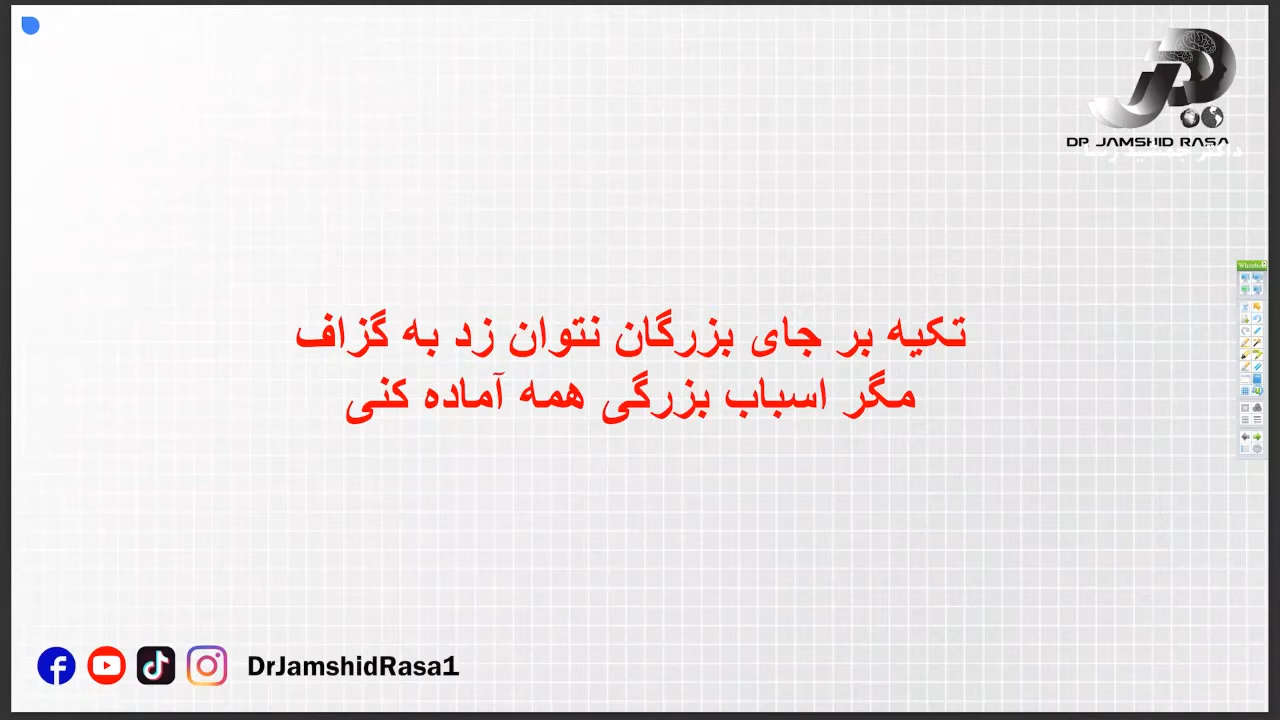 DR JAMSHID RASA
تکیه بر جای بزرگان نتوان زد به گزاف
مگر اسباب بزرگی همه آماده کنی
DrJamshidRasa1